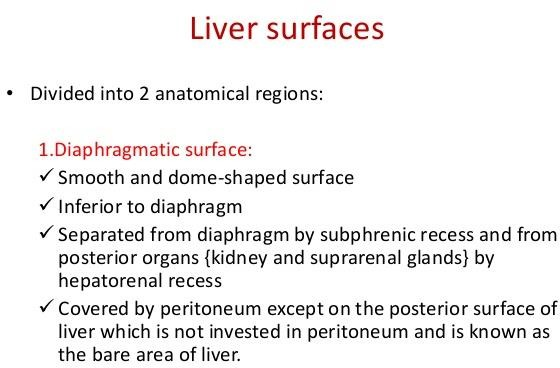 Liver surfaces
• Divided into 2 anatomical regions:
1.Diaphragmatic surface:
✓ Smooth and dome-shaped surface
✓ Inferior to diaphragm
✓ Separated from diaphragm by subphrenic recess and from
posterior organs {kidney and suprarenal glands} by
hepatorenal recess
✓ Covered by peritoneum except on the posterior surface of
liver which is not invested in peritoneum and is known as
the bare area of liver.